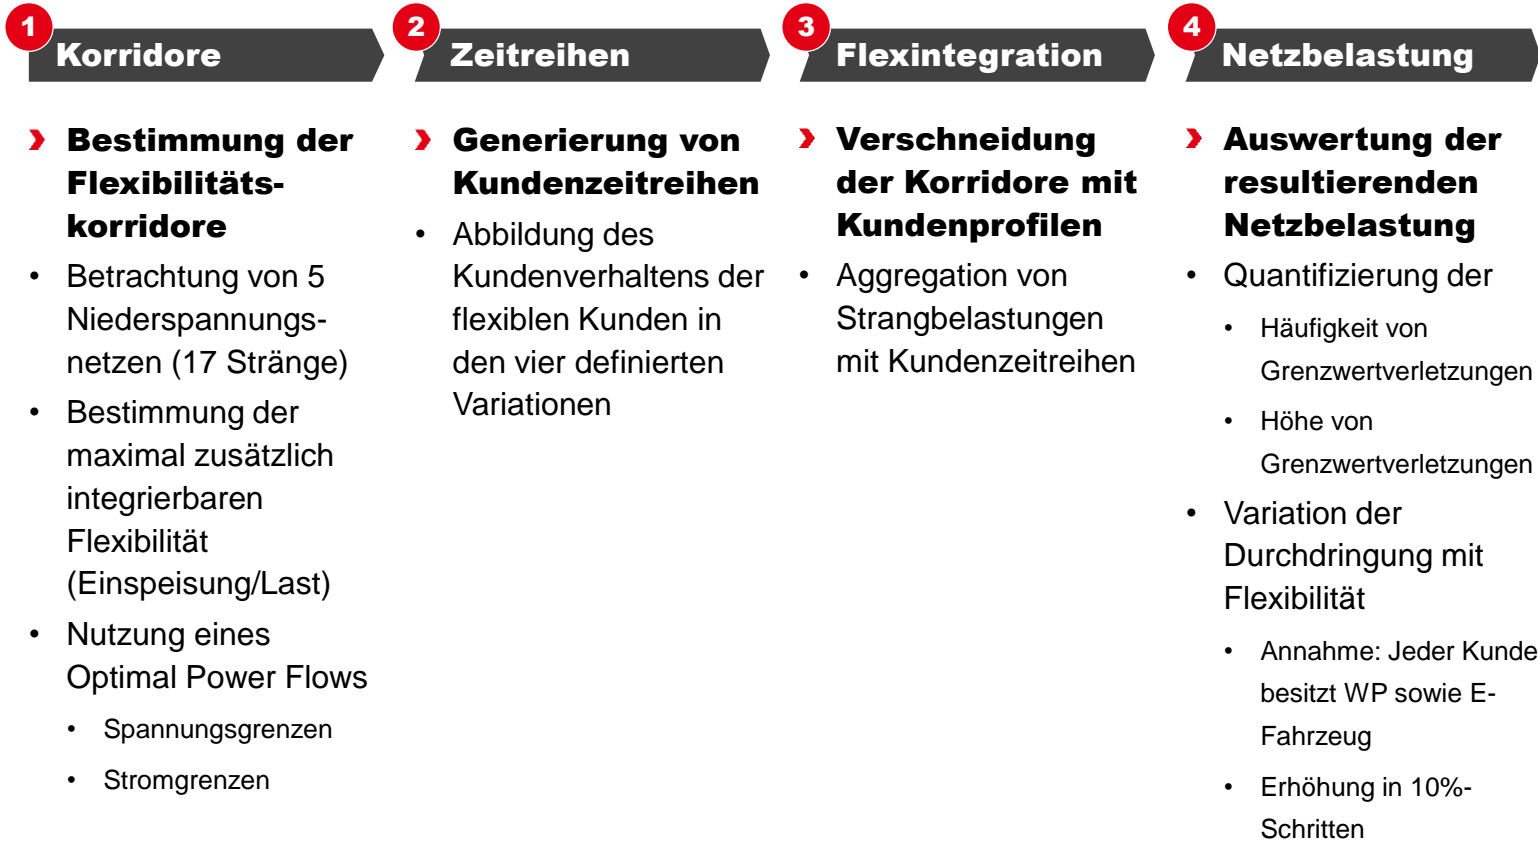 1
Korridore
Bestimmung der
Flexibilitäts-
korridore
• Betrachtung von 5
Niederspannungs-
netzen (17 Stränge)
• Bestimmung der
maximal zusätzlich
integrierbaren
Flexibilität
(Einspeisung/Last)
• Nutzung eines
Optimal Power Flows
• Spannungsgrenzen
• Stromgrenzen
2
Zeitreihen
Generierung von
Kundenzeitreihen
• Abbildung des
Kundenverhaltens der
flexiblen Kunden in
den vier definierten
Variationen
3
Flexintegration
Verschneidung
der Korridore mit
Kundenprofilen
• Aggregation von
Strangbelastungen
mit Kundenzeitreihen
4
Netzbelastung
Auswertung der
resultierenden
Netzbelastung
• Quantifizierung der
• Häufigkeit von
Grenzwertverletzungen
• Höhe von
Grenzwertverletzungen
• Variation der
Durchdringung mit
Flexibilität
• Annahme: Jeder Kunde
besitzt WP sowie E-
Fahrzeug
• Erhöhung in 10%-
Schritten